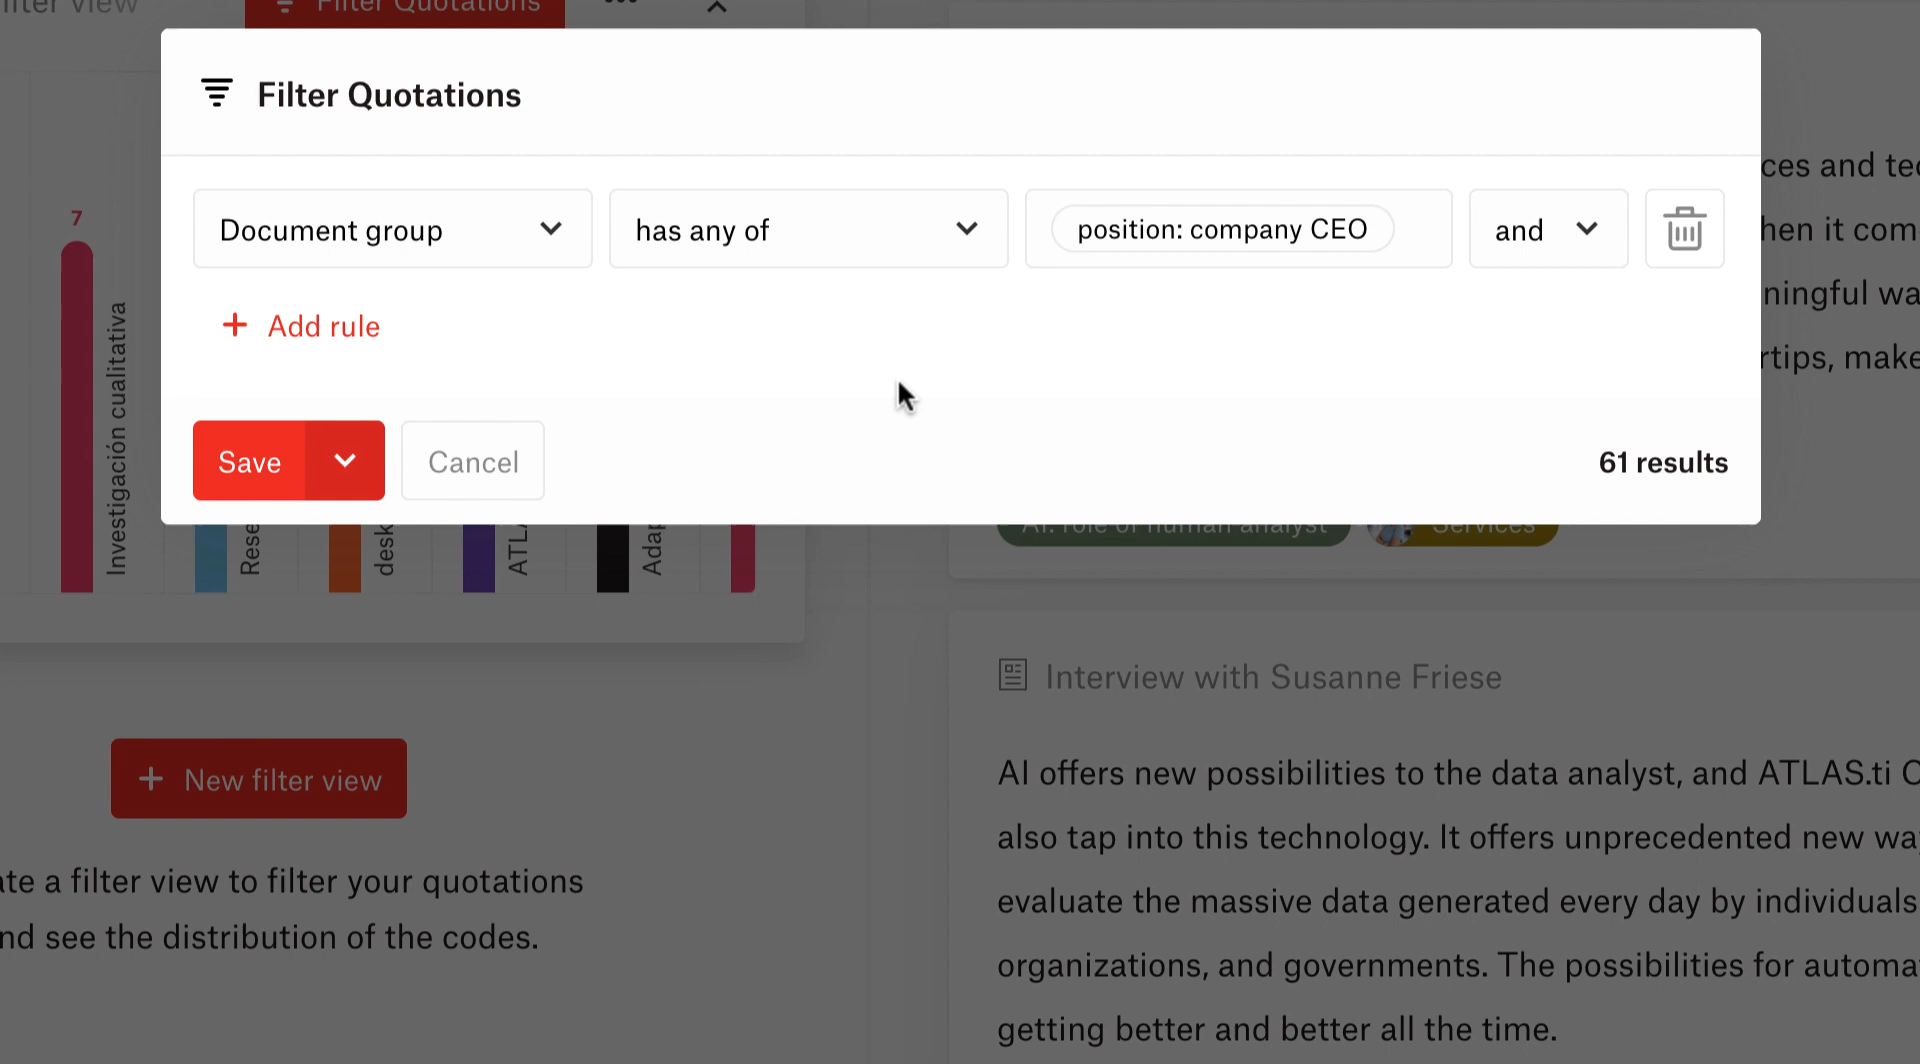 Filter view
Filter Quotations
Filter Quotations
Document group
has any of
position: company CEO
and
+ Add rule
Save
Cancel
61 results
7
Investigación cualitativa
Rese
desk
ATLA
Adap
ces and tec
hen it com
ningful wa
rtips, make
AI: role of human analyst
Services
+ New filter view
te a filter view to filter your quotations
nd see the distribution of the codes.
Interview with Susanne Friese
AI offers new possibilities to the data analyst, and ATLAS.ti C
also tap into this technology. It offers unprecedented new wa
evaluate the massive data generated every day by individuals
organizations, and governments. The possibilities for automa
getting better and better all the time.